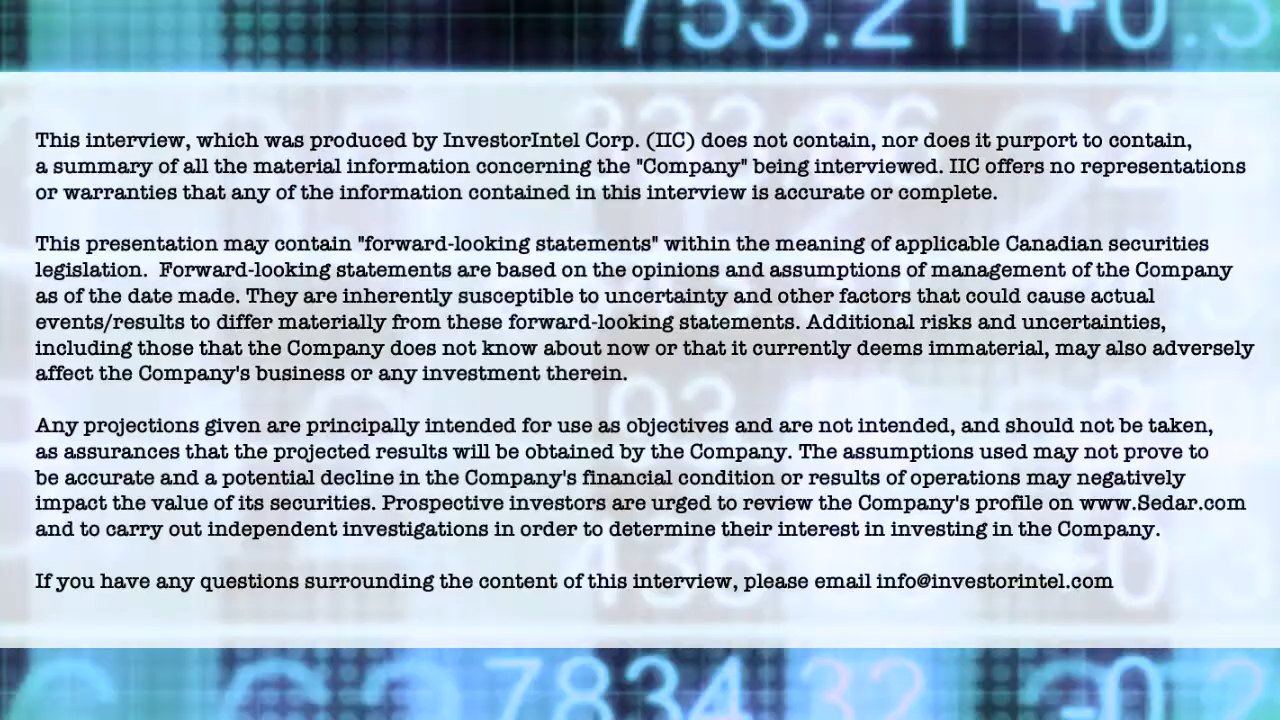 753.21 +0.3
This interview, which was produced by InvestorIntel Corp. (IIC) does not contain, nor does it purport to contain,
a summary of all the material information concerning the "Company" being interviewed. IIC offers no representations
or warranties that any of the information contained in this interview is accurate or complete.
This presentation may contain "forward-looking statements" within the meaning of applicable Canadian securities
legislation.  Forward-looking statements are based on the opinions and assumptions of management of the Company
as of the date made. They are inherently susceptible to uncertainty and other factors that could cause actual
events/results to differ materially from these forward-looking statements. Additional risks and uncertainties,
including those that the Company does not know about now or that it currently deems immaterial, may also adversely
affect the Company's business or any investment therein.
Any projections given are principally intended for use as objectives and are not intended, and should not be taken,
as assurances that the projected results will be obtained by the Company. The assumptions used may not prove to
be accurate and a potential decline in the Company's financial condition or results of operations may negatively
impact the value of its securities. Prospective investors are urged to review the Company's profile on www.Sedar.com
and to carry out independent investigations in order to determine their interest in investing in the Company.
If you have any questions surrounding the content of this interview, please email info@investorintel.com
7834 32 -0.2